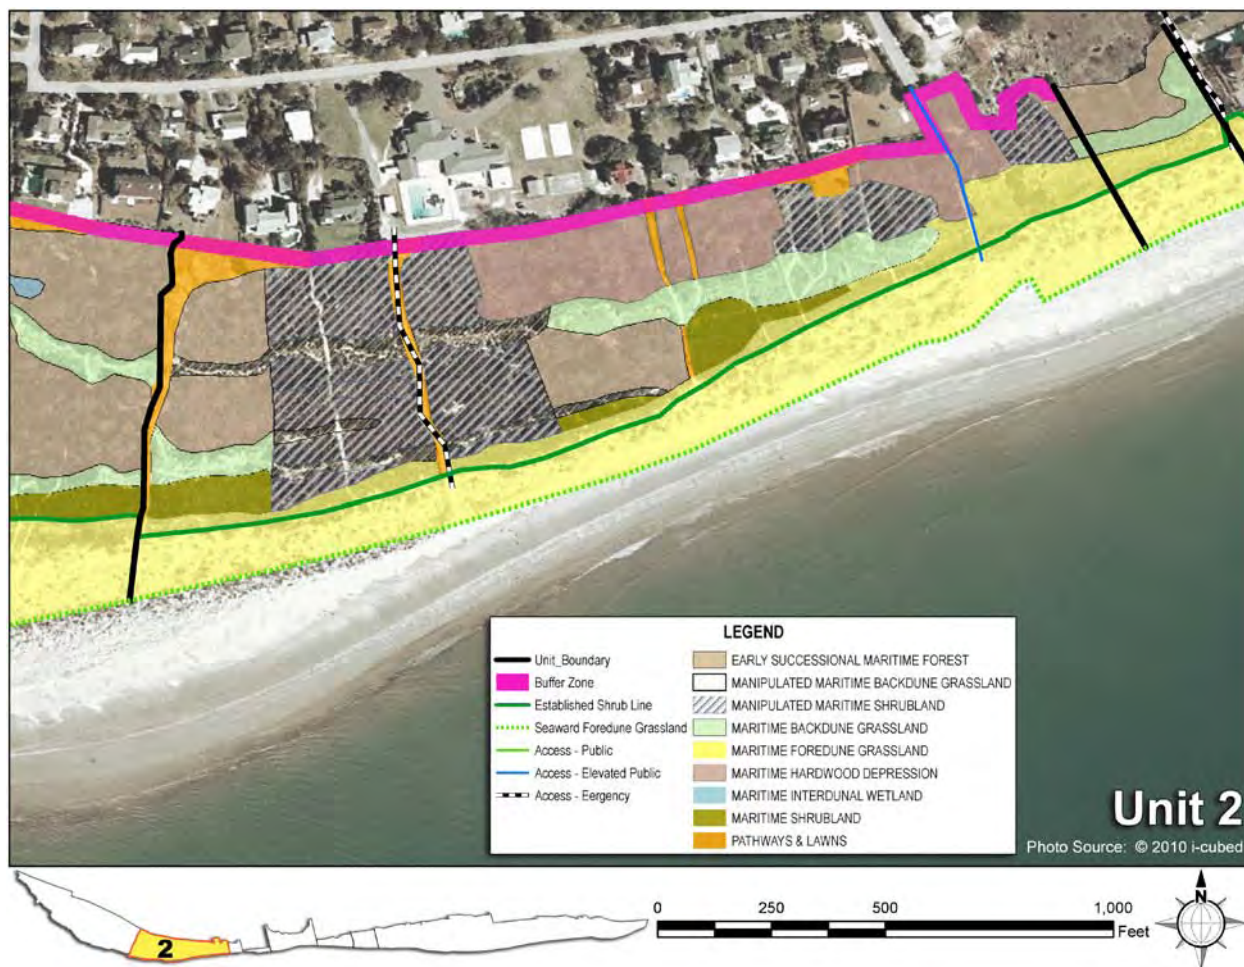 LEGEND
Unit_Boundary
Buffer Zone
Established Shrub Line
Seaward Foredune Grassland
Access - Public
Access - Elevated Public
Access - Eergency
EARLY SUCCESSIONAL MARITIME FOREST
MANIPULATED MARITIME BACKDUNE GRASSLAND
MANIPULATED MARITIME SHRUBLAND
MARITIME BACKDUNE GRASSLAND
MARITIME FOREDUNE GRASSLAND
MARITIME HARDWOOD DEPRESSION
MARITIME INTERDUNAL WETLAND
MARITIME SHRUBLAND
PATHWAYS & LAWNS
Unit 2
Photo Source: © 2010 i-cubed
2
0 250 500 1,000
Feet
N